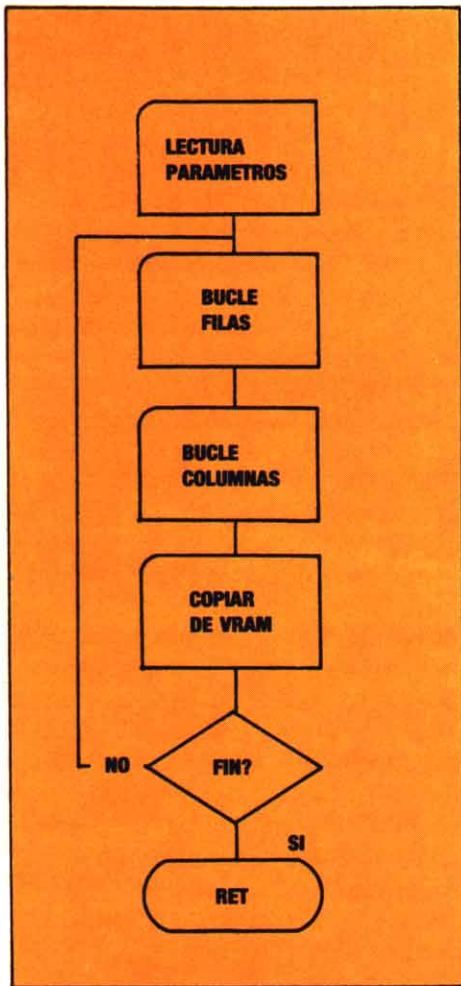 LECTURA
PARAMETROS
BUCLE
FILAS
BUCLE
COLUMNAS
COPIAR
DE VRAM
NO
FIN?
SI
RET